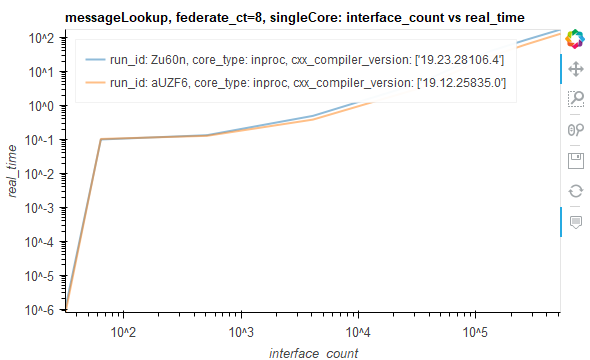 messageLookup, federate_ct=8, singleCore: interface_count vs real_time
run_id: Zu60n, core_type: inproc, cxx_compiler_version: ['19.23.28106.4']
run_id: aUZF6, core_type: inproc, cxx_compiler_version: ['19.12.25835.0']
10^2
10^1
10^0
10^-1
10^-2
10^-3
10^-4
10^-5
10^-6
real_time
10^2
10^3
10^4
10^5
interface_count